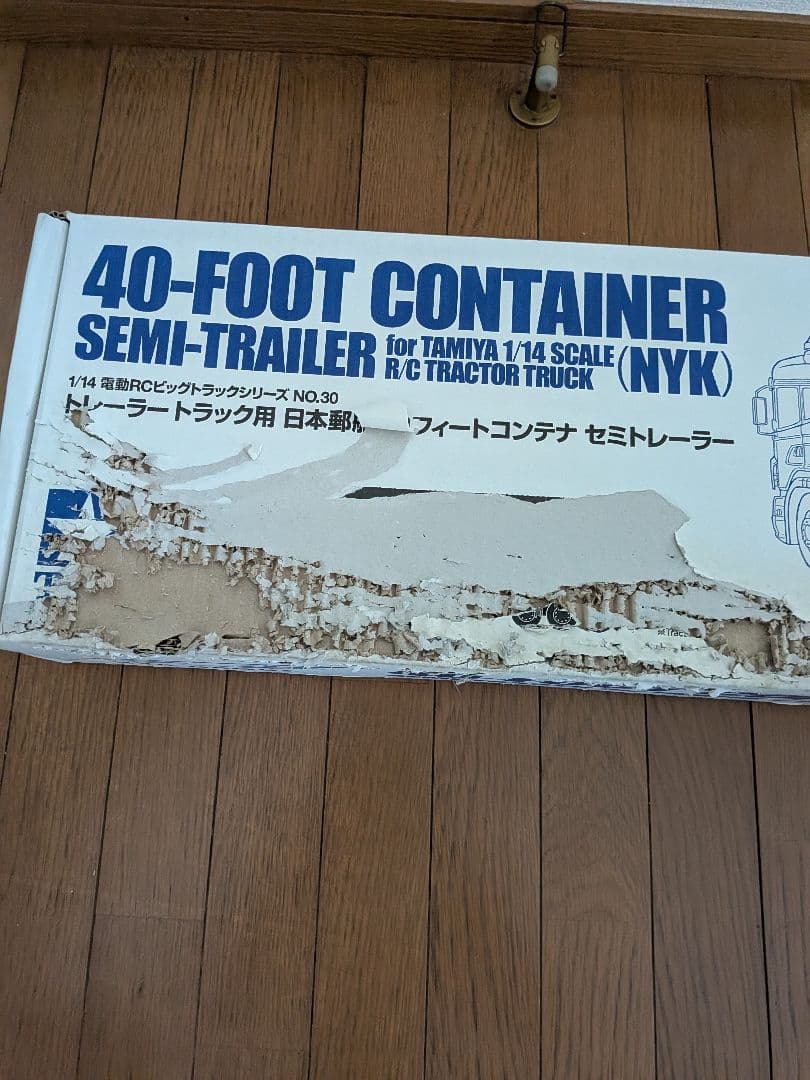 40-FOOT CONTAINER
SEMI-TRAILER for TAMIYA 1/14 SCALE R/C TRACTOR TRUCK (NYK)
1/14 電動RCビッグトラックシリーズ NO.30
トレーラートラック用 日本郵 フィートコンテナ セミトレーラー